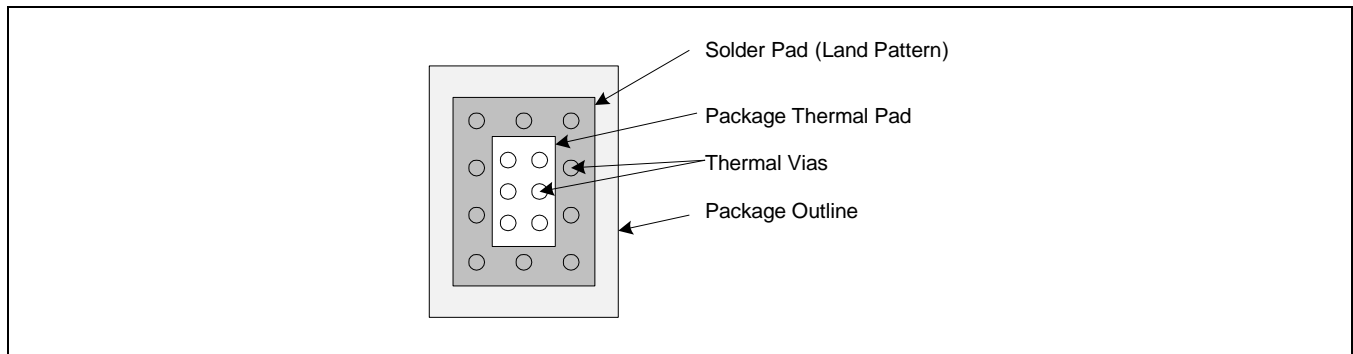 Solder Pad (Land Pattern)
Package Thermal Pad
Thermal Vias
Package Outline